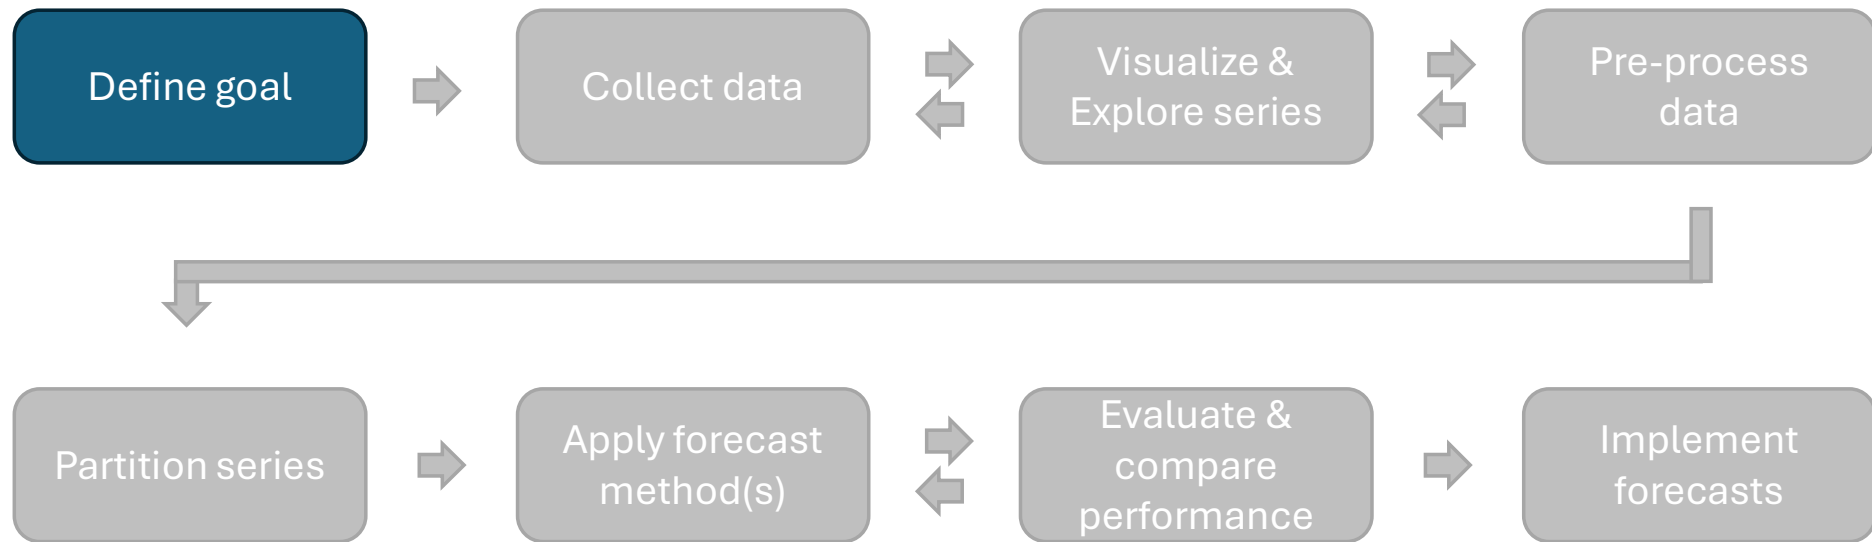 Define goal
Collect data
Visualize &
Explore series
Pre-process
data
Partition series
Apply forecast
method(s)
Evaluate &
compare
performance
Implement
forecasts